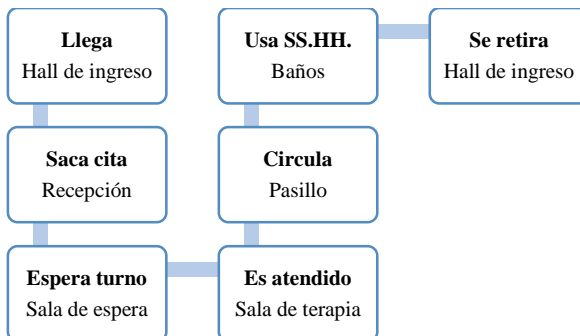 Llega
Hall de ingreso
Saca cita
Recepción
Espera turno
Sala de espera
Es atendido
Sala de terapia
Circula
Pasillo
Usa SS.HH.
Baños
Se retira
Hall de ingreso